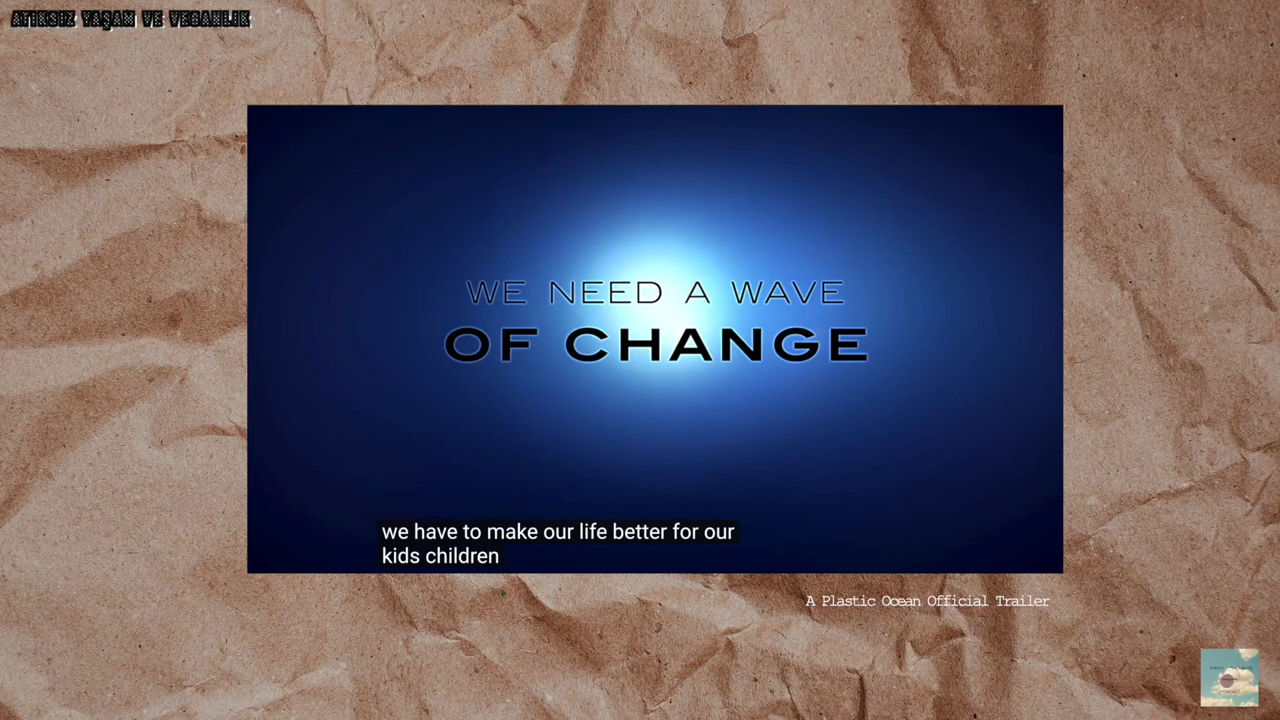 ATIKSIZ YAŞAM VE VEGANLIK
WE NEED A WAVE
OF CHANGE
we have to make our life better for our
kids children
A Plastic Ocean Official Trailer
PODCAST